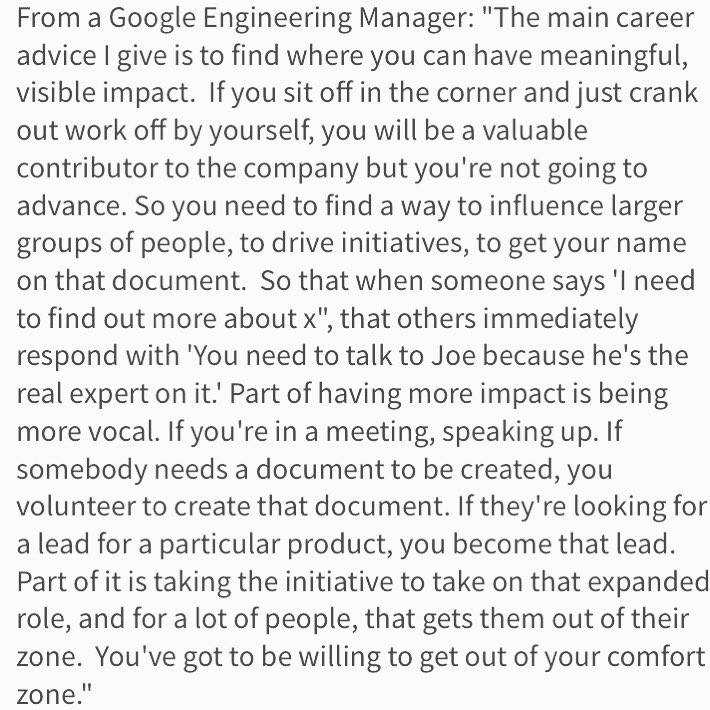 From a Google Engineering Manager: "The main career
advice I give is to find where you can have meaningful,
visible impact.  If you sit off in the corner and just crank
out work off by yourself, you will be a valuable
contributor to the company but you're not going to
advance. So you need to find a way to influence larger
groups of people, to drive initiatives, to get your name
on that document.  So that when someone says 'I need
to find out more about x", that others immediately
respond with 'You need to talk to Joe because he's the
real expert on it.' Part of having more impact is being
more vocal. If you're in a meeting, speaking up. If
somebody needs a document to be created, you
volunteer to create that document. If they're looking for
a lead for a particular product, you become that lead.
Part of it is taking the initiative to take on that expanded
role, and for a lot of people, that gets them out of their
zone.  You've got to be willing to get out of your comfort
zone."